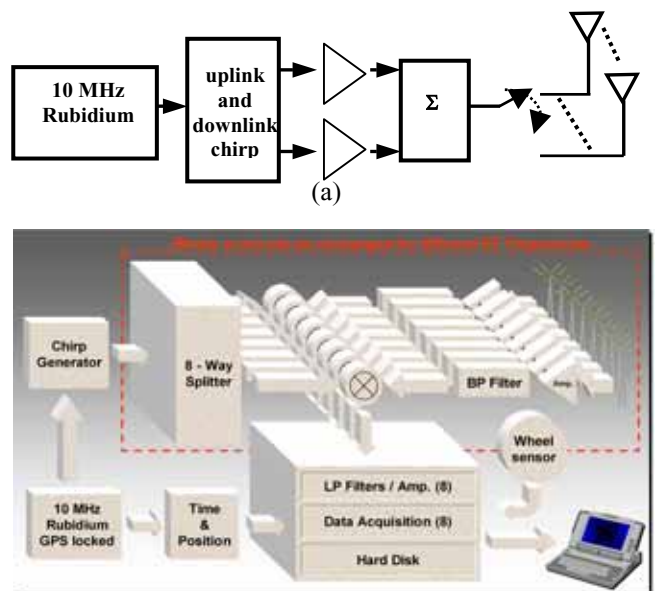 10 MHz
Rubidium
uplink
and
downlink
chirp
Σ
(a)
Chirp
Generator
8 - Way
Splitter
BP Filter
Amp.
Wheel
sensor
LP Filters / Amp. (8)
Data Acquisition (8)
Hard Disk
10 MHz
Rubidium
GPS locked
Time
&
Position